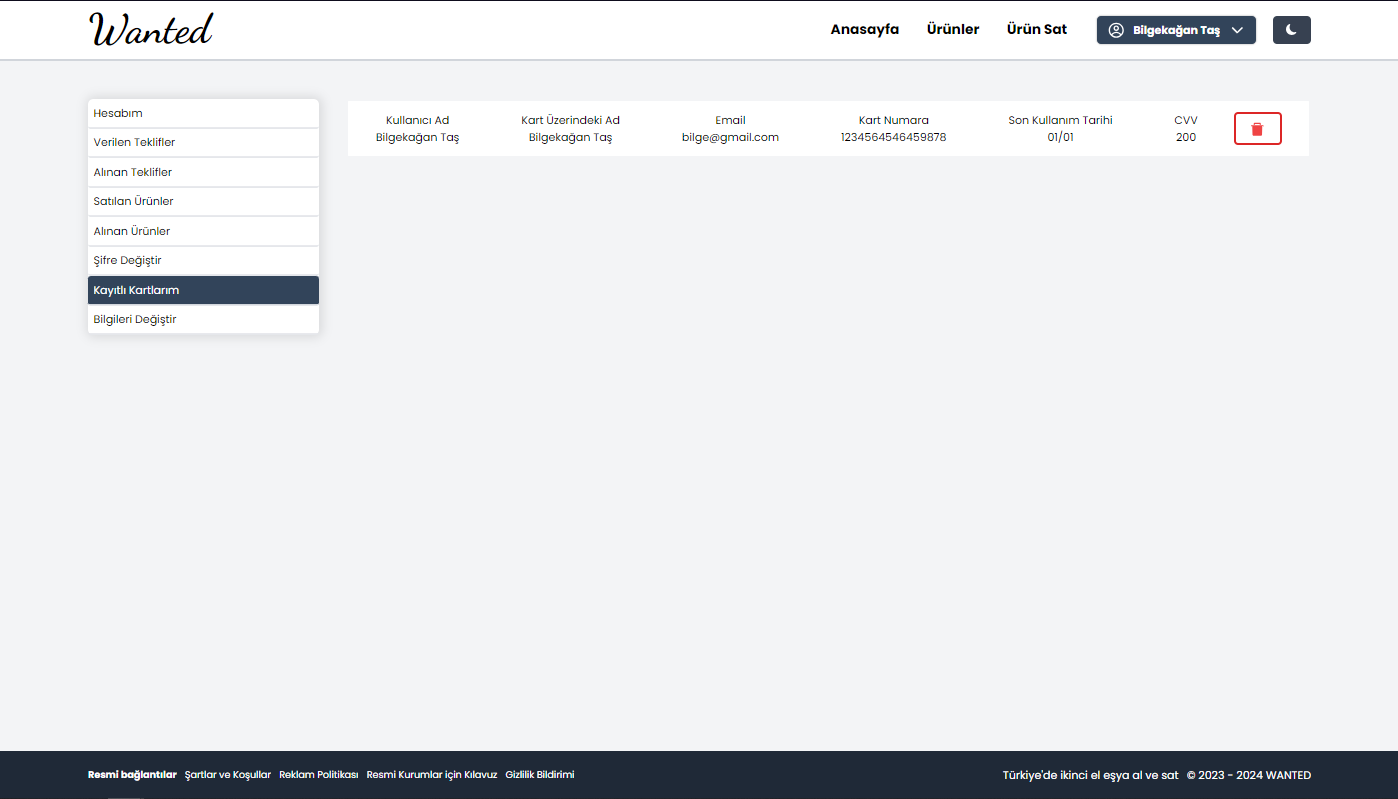 Wanted
Anasayfa Ürünler Ürün Sat Bilgekağan Taş
Hesabım
Verilen Teklifler
Alınan Teklifler
Satılan Ürünler
Alınan Ürünler
Şifre Değiştir
Kayıtlı Kartlarım
Bilgileri Değiştir
Kullanıcı Ad Kart Üzerindeki Ad Email Kart Numara Son Kullanım Tarihi CVV
Bilgekağan Taş Bilgekağan Taş bilge@gmail.com 1234564546459878 01/01 200
Resmi bağlantılar Şartlar ve Koşullar Reklam Politikası Resmi Kurumlar için Kılavuz Gizlilik Bildirimi
Türkiye'de ikinci el eşya al ve sat © 2023 - 2024 WANTED